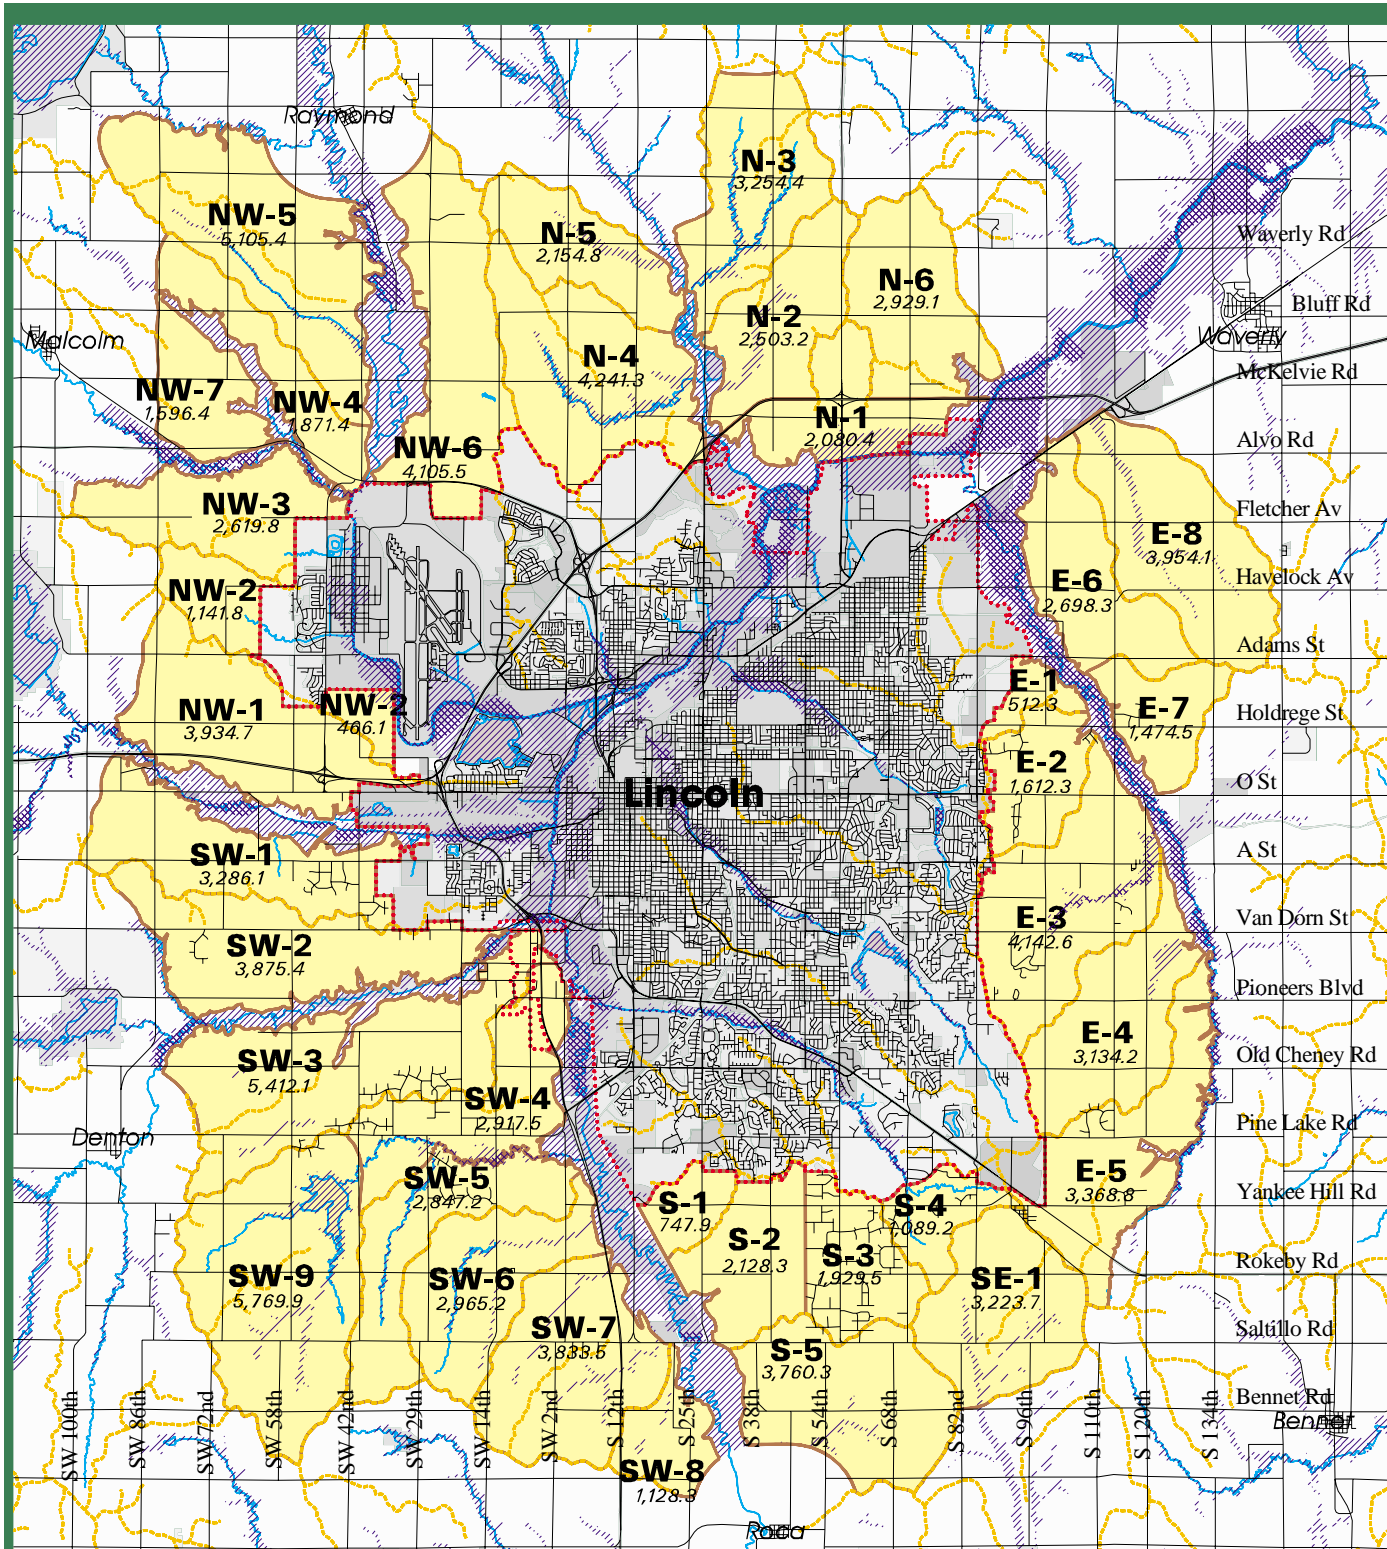 Raymond
N-3
3,254.4
NW-5
5,105.4
N-5
2,154.8
Waverly Rd
N-6
2,929.1
Bluff Rd
N-2
2,503.2
Waverly
Malcolm
N-4
4,241.3
McKelvie Rd
NW-7
1,596.4
NW-4
1,871.4
N-1
2,080.4
Alvo Rd
NW-6
4,105.5
NW-3
2,619.8
Fletcher Av
E-8
3,954.1
Havelock Av
E-6
2,698.3
NW-2
1,141.8
Adams St
E-1
512.3
NW-1
3,934.7
NW-2
466.1
E-7
1,474.5
Holdrege St
E-2
1,612.3
O St
Lincoln
SW-1
3,286.1
A St
E-3
4,142.6
Van Dorn St
SW-2
3,875.4
Pioneers Blvd
E-4
3,134.2
SW-3
5,412.1
Old Cheney Rd
SW-4
2,917.5
Pine Lake Rd
Denton
SW-5
2,847.2
E-5
3,368.8
Yankee Hill Rd
S-1
747.9
S-4
1,089.2
S-2
2,128.3
S-3
1,929.5
Rokeby Rd
SW-9
5,769.9
SW-6
2,965.2
SE-1
3,223.7
SW-7
3,833.5
Saltillo Rd
S-5
3,760.3
Bennet Rd
Bennet
SW 100th
SW 86th
SW 72nd
SW 58th
SW 42nd
SW 29th
SW 14th
SW 2nd
S 12th
S 25th
S 38th
S 54th
S 68th
S 82nd
S 96th
S 110th
S 120th
S 134th
SW-8
1,128.3
Roca